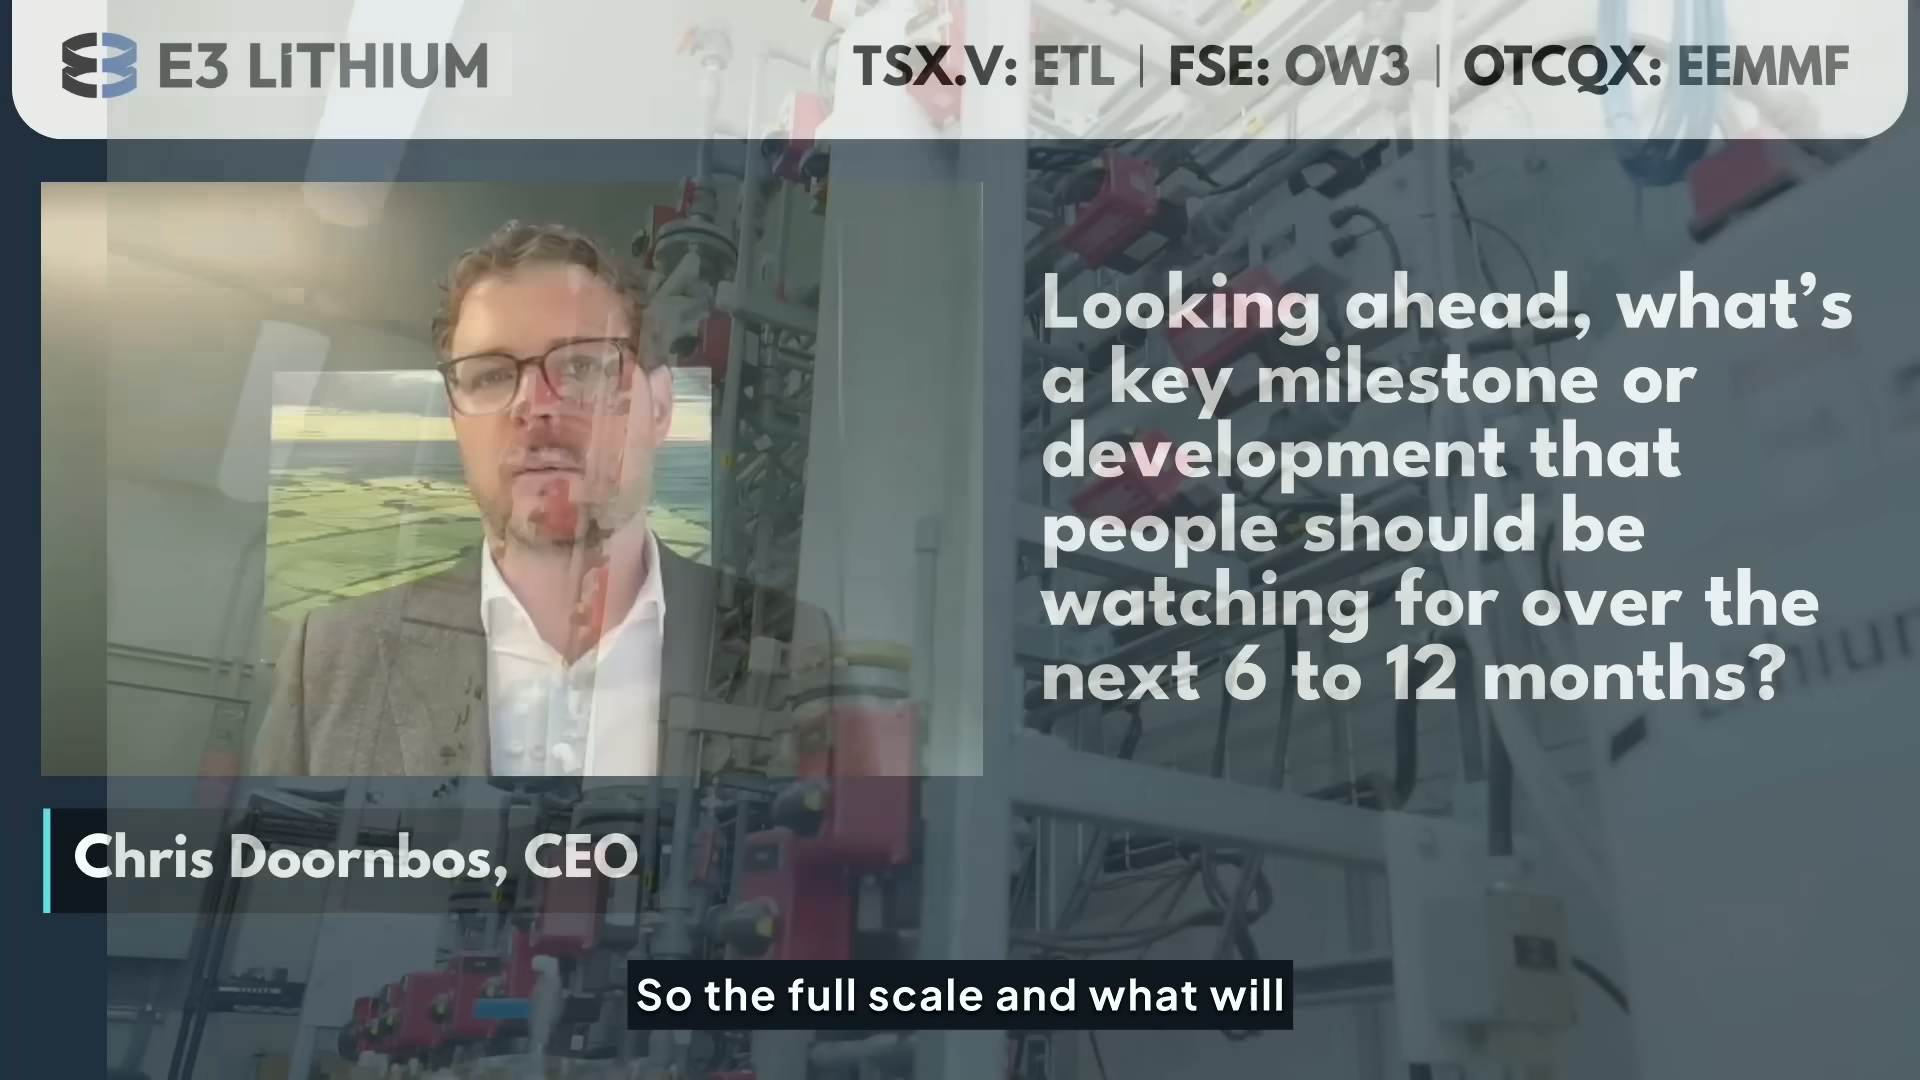 E3 LiTHIUM
TSX.V: ETL | FSE: OW3 | OTCQX: EEMMF
Looking ahead, what's
a key milestone or
development that
people should be
watching for over the
next 6 to 12 months?
Chris Doornbos, CEO
So the full scale and what will